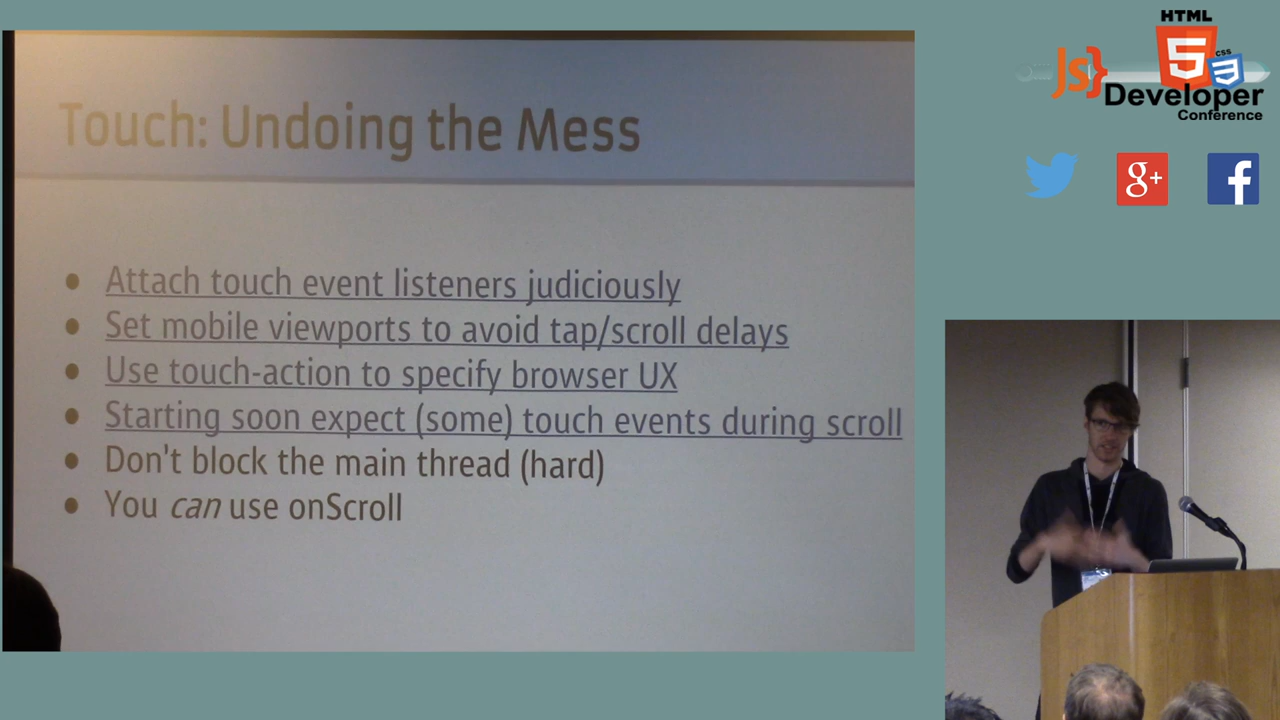 Touch: Undoing the Mess
Attach touch event listeners judiciously
Set mobile viewports to avoid tap/scroll delays
Use touch-action to specify browser UX
Starting soon expect (some) touch events during scroll
Don't block the main thread (hard)
You can use onScroll
HTML
5
css
3
Js}
Developer
Conference
g+
f